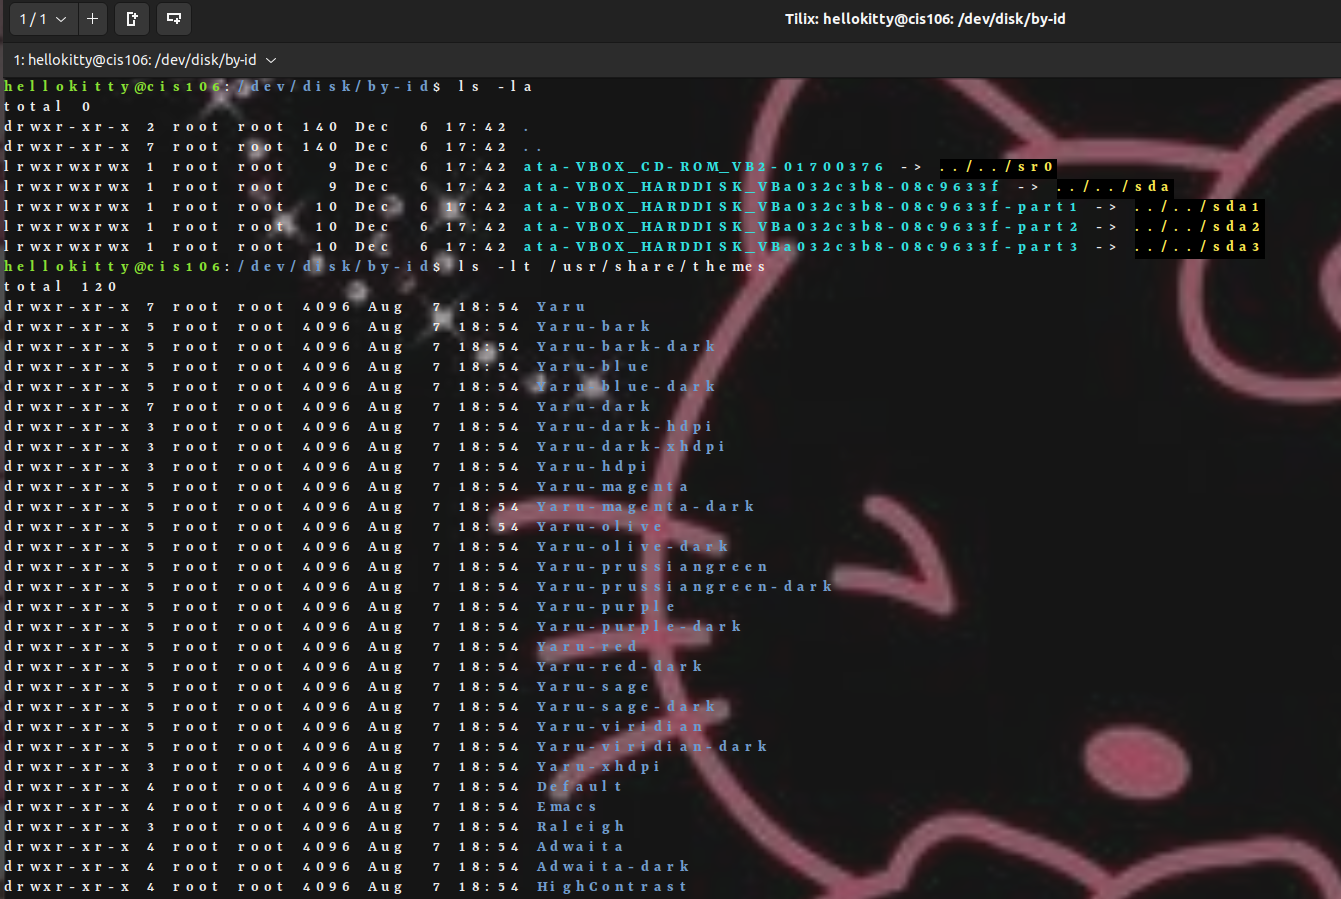 1 / 1
Tilix: hellokitty@cis106: /dev/disk/by-id
1: hellokitty@cis106: /dev/disk/by-id
hellokitty@cis106:/dev/disk/by-id$ ls -la
total 0
drwxr-xr-x 2 root root 140 Dec  6 17:42 .
drwxr-xr-x 7 root root 140 Dec  6 17:42 ..
lrwxrwxrwx 1 root root   9 Dec  6 17:42 ata-VBOX_CD-ROM_VB2-01700376 -> ../../sr0
lrwxrwxrwx 1 root root   9 Dec  6 17:42 ata-VBOX_HARDDISK_VBa032c3b8-08c9633f -> ../../sda
lrwxrwxrwx 1 root root  10 Dec  6 17:42 ata-VBOX_HARDDISK_VBa032c3b8-08c9633f-part1 -> ../../sda1
lrwxrwxrwx 1 root root  10 Dec  6 17:42 ata-VBOX_HARDDISK_VBa032c3b8-08c9633f-part2 -> ../../sda2
lrwxrwxrwx 1 root root  10 Dec  6 17:42 ata-VBOX_HARDDISK_VBa032c3b8-08c9633f-part3 -> ../../sda3
hellokitty@cis106:/dev/disk/by-id$ ls -lt /usr/share/themes
total 120
drwxr-xr-x 7 root root 4096 Aug  7 18:54 Yaru
drwxr-xr-x 5 root root 4096 Aug  7 18:54 Yaru-bark
drwxr-xr-x 5 root root 4096 Aug  7 18:54 Yaru-bark-dark
drwxr-xr-x 5 root root 4096 Aug  7 18:54 Yaru-blue
drwxr-xr-x 5 root root 4096 Aug  7 18:54 Yaru-blue-dark
drwxr-xr-x 7 root root 4096 Aug  7 18:54 Yaru-dark
drwxr-xr-x 3 root root 4096 Aug  7 18:54 Yaru-dark-hdpi
drwxr-xr-x 3 root root 4096 Aug  7 18:54 Yaru-dark-xhdpi
drwxr-xr-x 3 root root 4096 Aug  7 18:54 Yaru-hdpi
drwxr-xr-x 5 root root 4096 Aug  7 18:54 Yaru-magenta
drwxr-xr-x 5 root root 4096 Aug  7 18:54 Yaru-magenta-dark
drwxr-xr-x 5 root root 4096 Aug  7 18:54 Yaru-olive
drwxr-xr-x 5 root root 4096 Aug  7 18:54 Yaru-olive-dark
drwxr-xr-x 5 root root 4096 Aug  7 18:54 Yaru-prussiangreen
drwxr-xr-x 5 root root 4096 Aug  7 18:54 Yaru-prussiangreen-dark
drwxr-xr-x 5 root root 4096 Aug  7 18:54 Yaru-purple
drwxr-xr-x 5 root root 4096 Aug  7 18:54 Yaru-purple-dark
drwxr-xr-x 5 root root 4096 Aug  7 18:54 Yaru-red
drwxr-xr-x 5 root root 4096 Aug  7 18:54 Yaru-red-dark
drwxr-xr-x 5 root root 4096 Aug  7 18:54 Yaru-sage
drwxr-xr-x 5 root root 4096 Aug  7 18:54 Yaru-sage-dark
drwxr-xr-x 5 root root 4096 Aug  7 18:54 Yaru-viridian
drwxr-xr-x 5 root root 4096 Aug  7 18:54 Yaru-viridian-dark
drwxr-xr-x 3 root root 4096 Aug  7 18:54 Yaru-xhdpi
drwxr-xr-x 4 root root 4096 Aug  7 18:54 Default
drwxr-xr-x 4 root root 4096 Aug  7 18:54 Emacs
drwxr-xr-x 3 root root 4096 Aug  7 18:54 Raleigh
drwxr-xr-x 4 root root 4096 Aug  7 18:54 Adwaita
drwxr-xr-x 4 root root 4096 Aug  7 18:54 Adwaita-dark
drwxr-xr-x 4 root root 4096 Aug  7 18:54 HighContrast